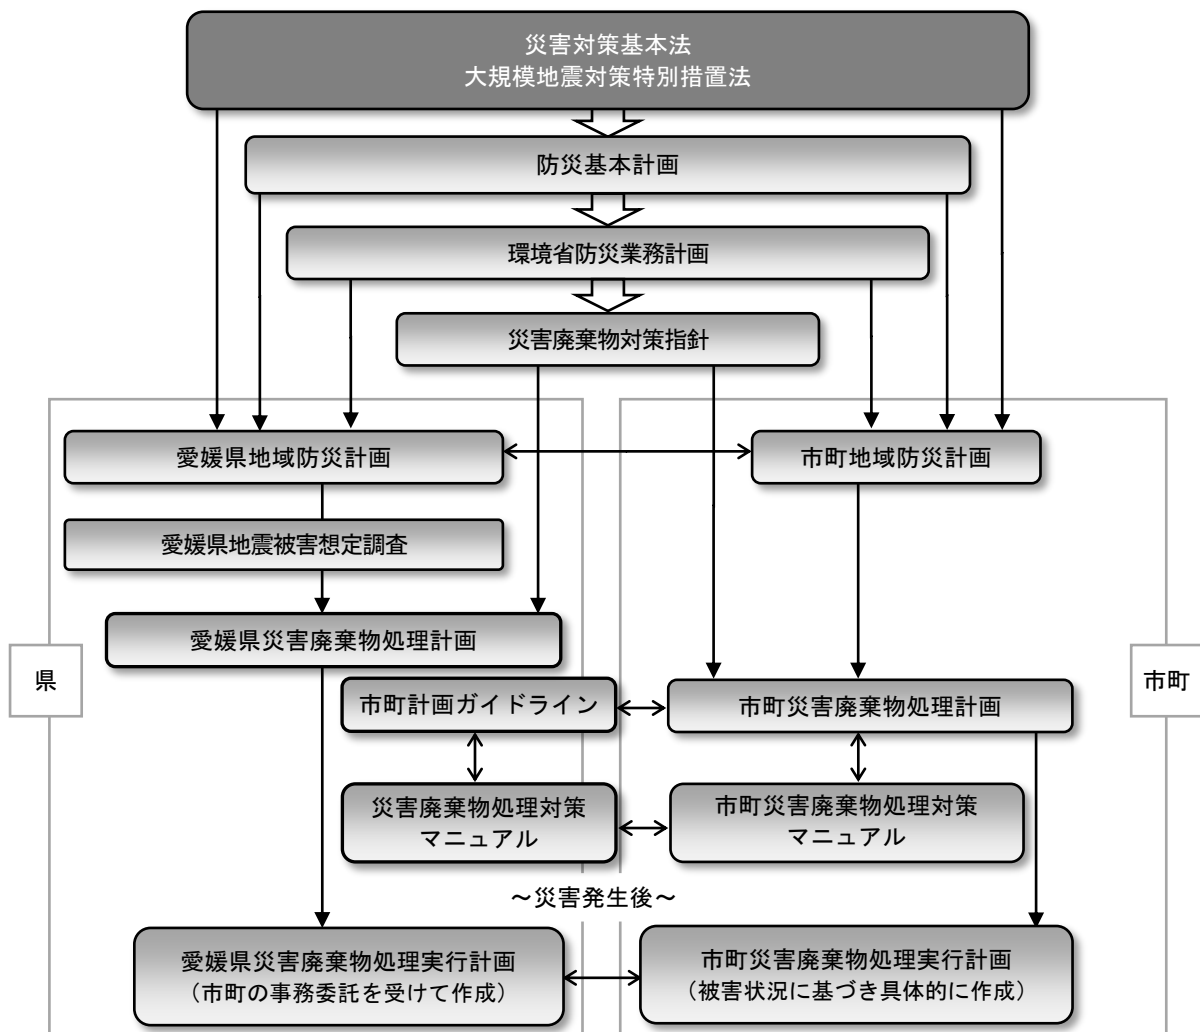 災害対策基本法
大規模地震対策特別措置法
防災基本計画
環境省防災業務計画
災害廃棄物対策指針
愛媛県地域防災計画
市町地域防災計画
愛媛県地震被害想定調査
愛媛県災害廃棄物処理計画
県
市町
市町計画ガイドライン
市町災害廃棄物処理計画
災害廃棄物処理対策
マニュアル
市町災害廃棄物処理対策
マニュアル
～災害発生後～
愛媛県災害廃棄物処理実行計画
（市町の事務委託を受けて作成）
市町災害廃棄物処理実行計画
（被害状況に基づき具体的に作成）